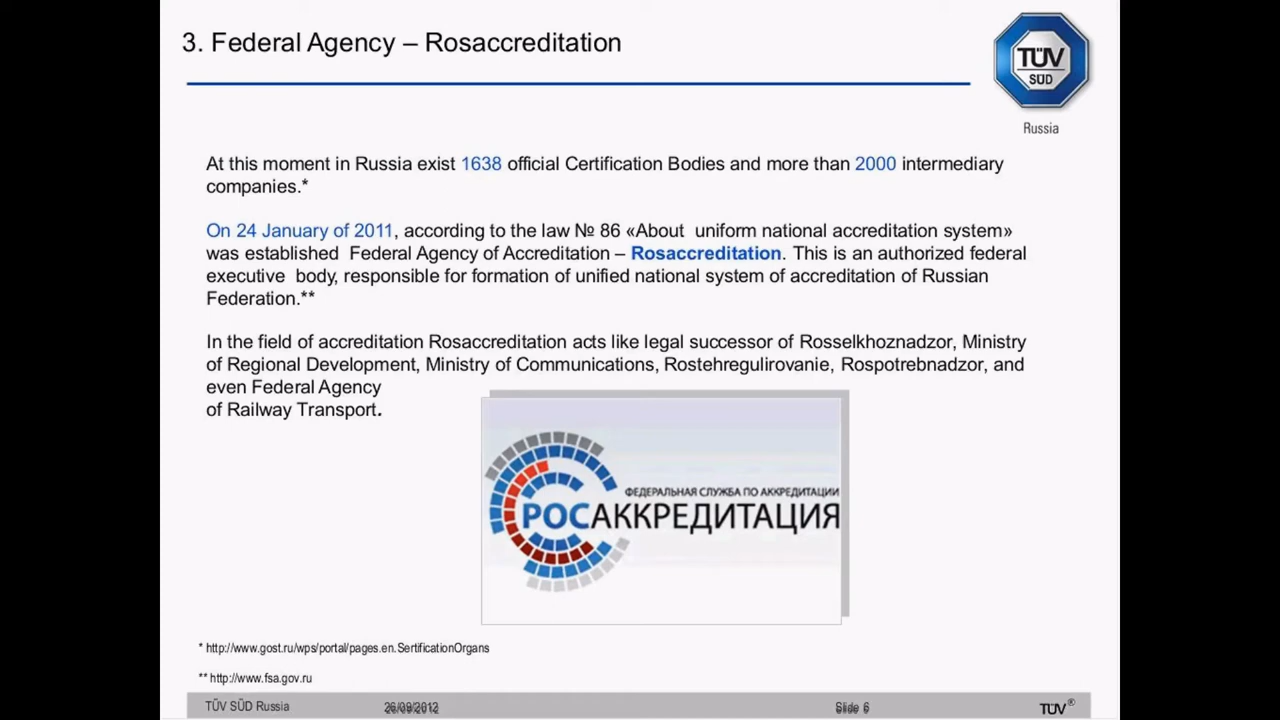 3. Federal Agency – Rosaccreditation
TÜV
SÜD
Russia
At this moment in Russia exist 1638 official Certification Bodies and more than 2000 intermediary
companies.*
On 24 January of 2011, according to the law № 86 «About uniform national accreditation system»
was established Federal Agency of Accreditation – Rosaccreditation. This is an authorized federal
executive body, responsible for formation of unified national system of accreditation of Russian
Federation.**
In the field of accreditation Rosaccreditation acts like legal successor of Rosselkhoznadzor, Ministry
of Regional Development, Ministry of Communications, Rostehregulirovanie, Rospotrebnadzor, and
even Federal Agency
of Railway Transport.
ФЕДЕРАЛЬНАЯ СЛУЖБА ПО АККРЕДИТАЦИИ
РОСАККРЕДИТАЦИЯ
* http://www.gost.ru/wps/portal/pages.en.SertificationOrgans
** http://www.fsa.gov.ru
TÜV SÜD Russia 26/09/2012 Slide 6 TÜV®